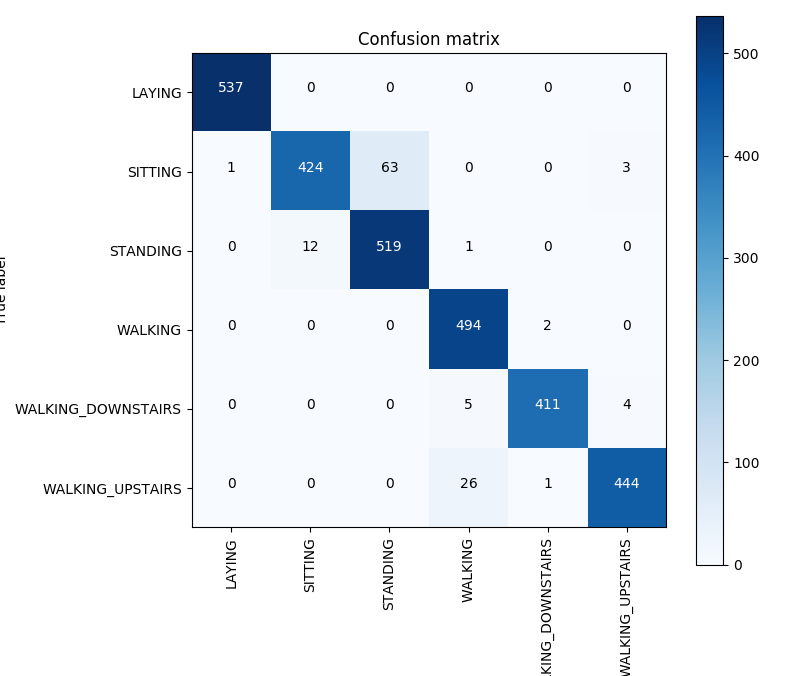 Confusion matrix
LAYING 537 0 0 0 0 0
SITTING 1 424 63 0 0 3
STANDING 0 12 519 1 0 0
WALKING 0 0 0 494 2 0
WALKING_DOWNSTAIRS 0 0 0 5 411 4
WALKING_UPSTAIRS 0 0 0 26 1 444
LAYING
SITTING
STANDING
WALKING
KING_DOWNSTAIRS
WALKING_UPSTAIRS
500
400
300
200
100
0